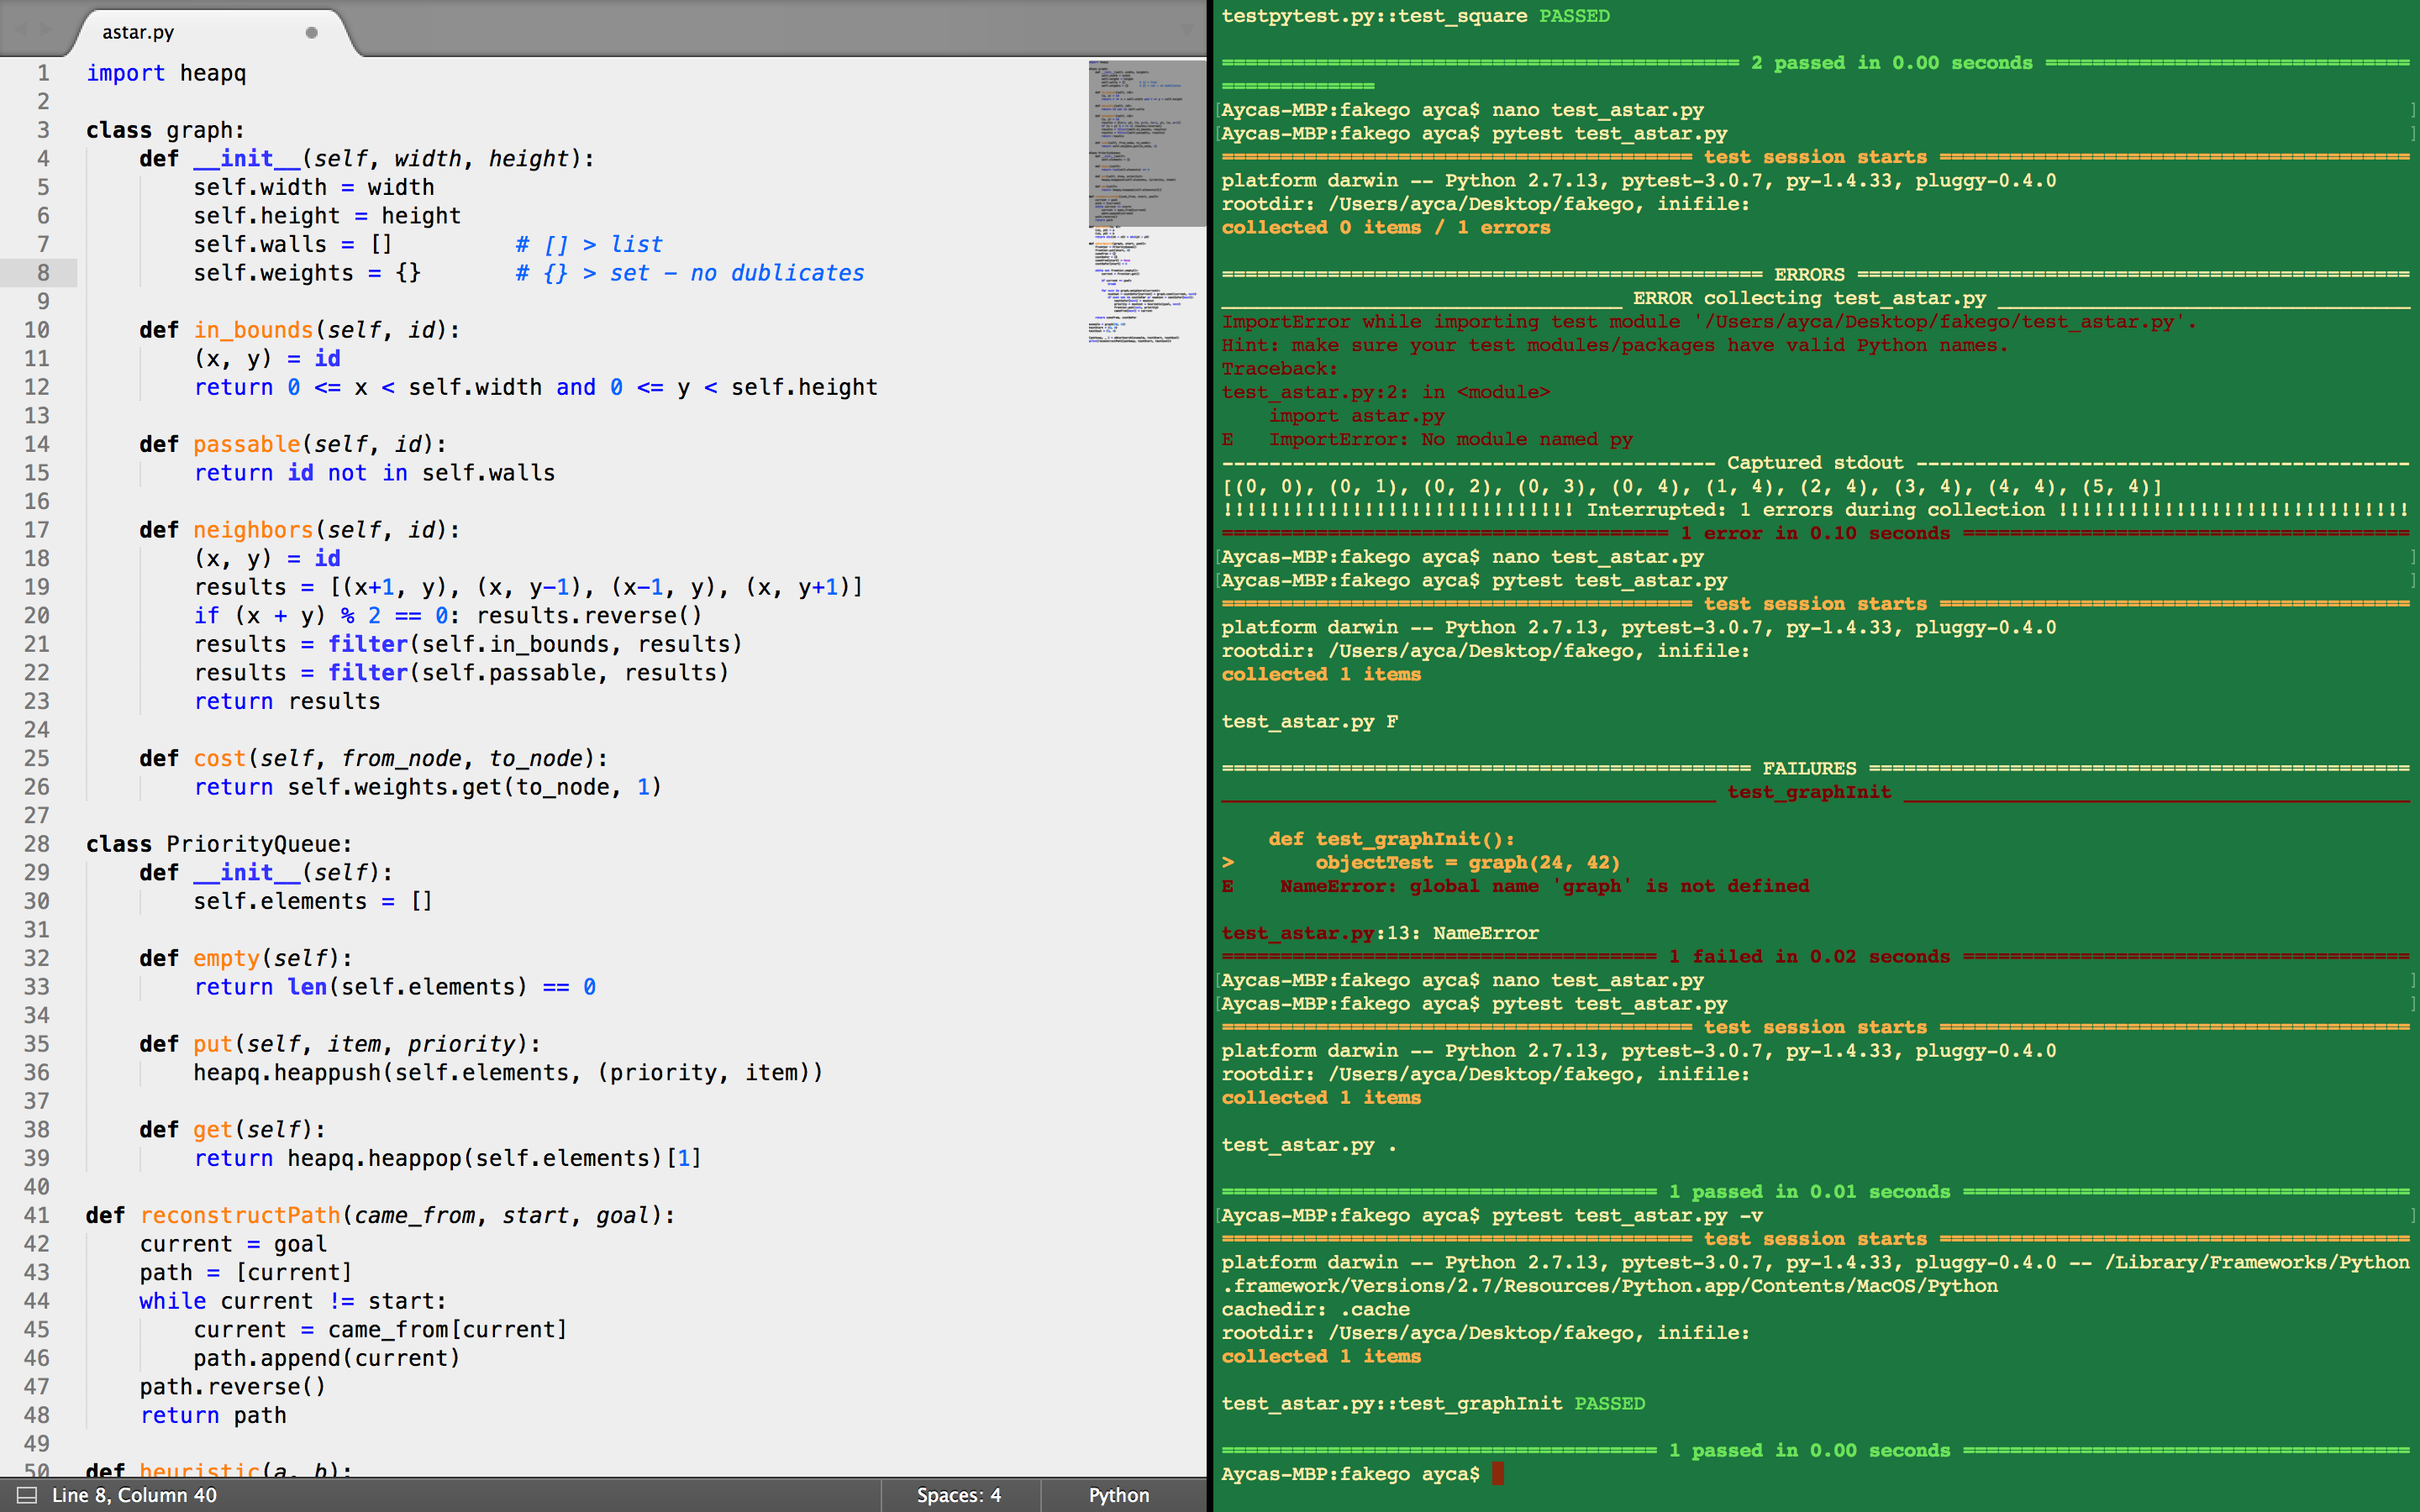 astar.py
1 import heapq
2
3 class graph:
4 def __init__(self, width, height):
5 self.width = width
6 self.height = height
7 self.walls = [] # [] > list
8 self.weights = {} # {} > set – no dublicates
9
10 def in_bounds(self, id):
11 (x, y) = id
12 return 0 <= x < self.width and 0 <= y < self.height
13
14 def passable(self, id):
15 return id not in self.walls
16
17 def neighbors(self, id):
18 (x, y) = id
19 results = [(x+1, y), (x, y-1), (x-1, y), (x, y+1)]
20 if (x + y) % 2 == 0: results.reverse()
21 results = filter(self.in_bounds, results)
22 results = filter(self.passable, results)
23 return results
24
25 def cost(self, from_node, to_node):
26 return self.weights.get(to_node, 1)
27
28 class PriorityQueue:
29 def __init__(self):
30 self.elements = []
31
32 def empty(self):
33 return len(self.elements) == 0
34
35 def put(self, item, priority):
36 heapq.heappush(self.elements, (priority, item))
37
38 def get(self):
39 return heapq.heappop(self.elements)[1]
40
41 def reconstructPath(came_from, start, goal):
42 current = goal
43 path = [current]
44 while current != start:
45 current = came_from[current]
46 path.append(current)
47 path.reverse()
48 return path
49
50 def heuristic(a, b):
Line 8, Column 40 Spaces: 4 Python
testpytest.py::test_square PASSED
============================================ 2 passed in 0.00 seconds ===============================
=============
[Aycas-MBP:fakego ayca$ nano test_astar.py ]
[Aycas-MBP:fakego ayca$ pytest test_astar.py ]
======================================== test session starts ========================================
platform darwin -- Python 2.7.13, pytest-3.0.7, py-1.4.33, pluggy-0.4.0
rootdir: /Users/ayca/Desktop/fakego, inifile:
collected 0 items / 1 errors
============================================== ERRORS ===============================================
__________________________________ ERROR collecting test_astar.py ___________________________________
ImportError while importing test module '/Users/ayca/Desktop/fakego/test_astar.py'.
Hint: make sure your test modules/packages have valid Python names.
Traceback:
test_astar.py:2: in <module>
import astar.py
E ImportError: No module named py
------------------------------------------ Captured stdout ------------------------------------------
[(0, 0), (0, 1), (0, 2), (0, 3), (0, 4), (1, 4), (2, 4), (3, 4), (4, 4), (5, 4)]
!!!!!!!!!!!!!!!!!!!!!!!!!!!!!! Interrupted: 1 errors during collection !!!!!!!!!!!!!!!!!!!!!!!!!!!!!!
====================================== 1 error in 0.10 seconds ======================================
[Aycas-MBP:fakego ayca$ nano test_astar.py ]
[Aycas-MBP:fakego ayca$ pytest test_astar.py ]
======================================== test session starts ========================================
platform darwin -- Python 2.7.13, pytest-3.0.7, py-1.4.33, pluggy-0.4.0
rootdir: /Users/ayca/Desktop/fakego, inifile:
collected 1 items
test_astar.py F
============================================= FAILURES ==============================================
__________________________________________ test_graphInit ___________________________________________
def test_graphInit():
> objectTest = graph(24, 42)
E NameError: global name 'graph' is not defined
test_astar.py:13: NameError
===================================== 1 failed in 0.02 seconds ======================================
[Aycas-MBP:fakego ayca$ nano test_astar.py ]
[Aycas-MBP:fakego ayca$ pytest test_astar.py ]
======================================== test session starts ========================================
platform darwin -- Python 2.7.13, pytest-3.0.7, py-1.4.33, pluggy-0.4.0
rootdir: /Users/ayca/Desktop/fakego, inifile:
collected 1 items
test_astar.py .
===================================== 1 passed in 0.01 seconds ======================================
[Aycas-MBP:fakego ayca$ pytest test_astar.py -v ]
======================================== test session starts ========================================
platform darwin -- Python 2.7.13, pytest-3.0.7, py-1.4.33, pluggy-0.4.0 -- /Library/Frameworks/Python
.framework/Versions/2.7/Resources/Python.app/Contents/MacOS/Python
cachedir: .cache
rootdir: /Users/ayca/Desktop/fakego, inifile:
collected 1 items
test_astar.py::test_graphInit PASSED
===================================== 1 passed in 0.00 seconds ======================================
Aycas-MBP:fakego ayca$